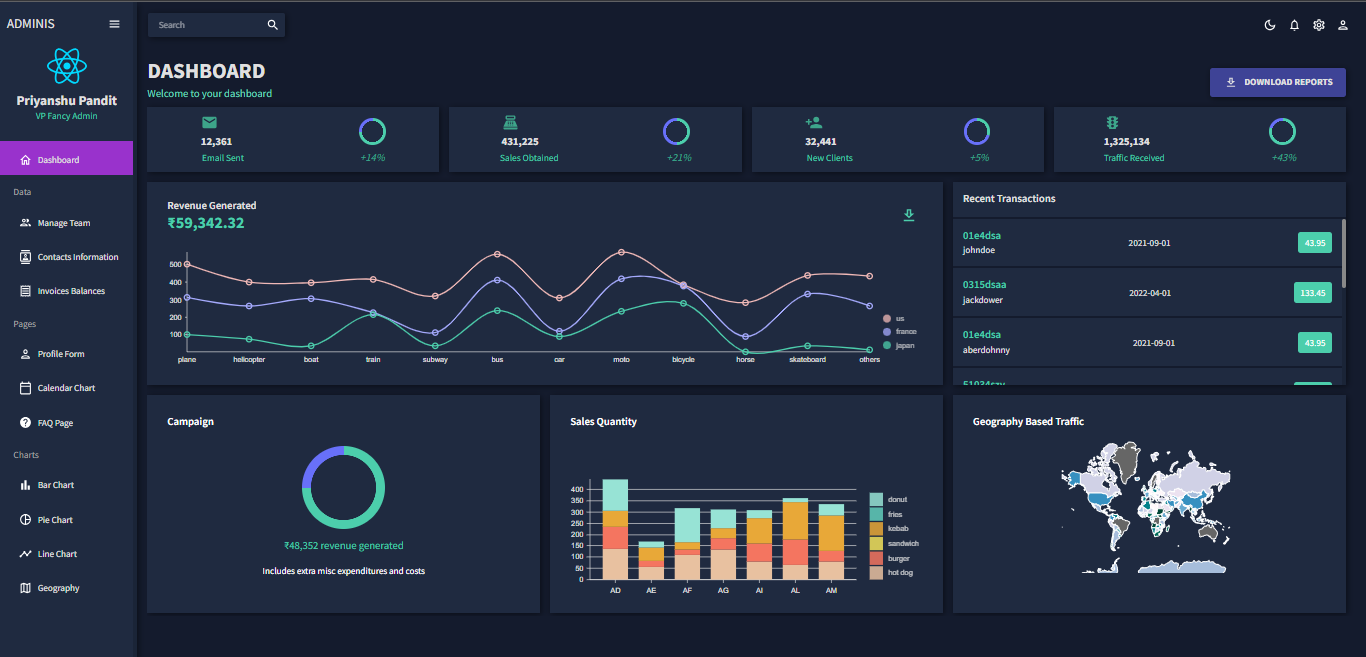 ADMINIS
Priyanshu Pandit
VP Fancy Admin
Dashboard
Data
Manage Team
Contacts Information
Invoices Balances
Pages
Profile Form
Calendar Chart
FAQ Page
Charts
Bar Chart
Pie Chart
Line Chart
Geography
Search
DASHBOARD
Welcome to your dashboard
DOWNLOAD REPORTS
12,361
Email Sent
+14%
431,225
Sales Obtained
+21%
32,441
New Clients
+5%
1,325,134
Traffic Received
+43%
Revenue Generated
₹59,342.32
500
400
300
200
100
plane helicopter boat train subway bus car moto bicycle horse skateboard others
us
france
japan
Recent Transactions
01e4dsa
johndoe
2021-09-01
43.95
0315dsaa
jackdower
2022-04-01
133.45
01e4dsa
aberdohnny
2021-09-01
43.95
51034szv
Campaign
₹48,352 revenue generated
Includes extra misc expenditures and costs
Sales Quantity
400
350
300
250
200
150
100
50
0
AD AE AF AG AI AL AM
donut
fries
kebab
sandwich
burger
hot dog
Geography Based Traffic